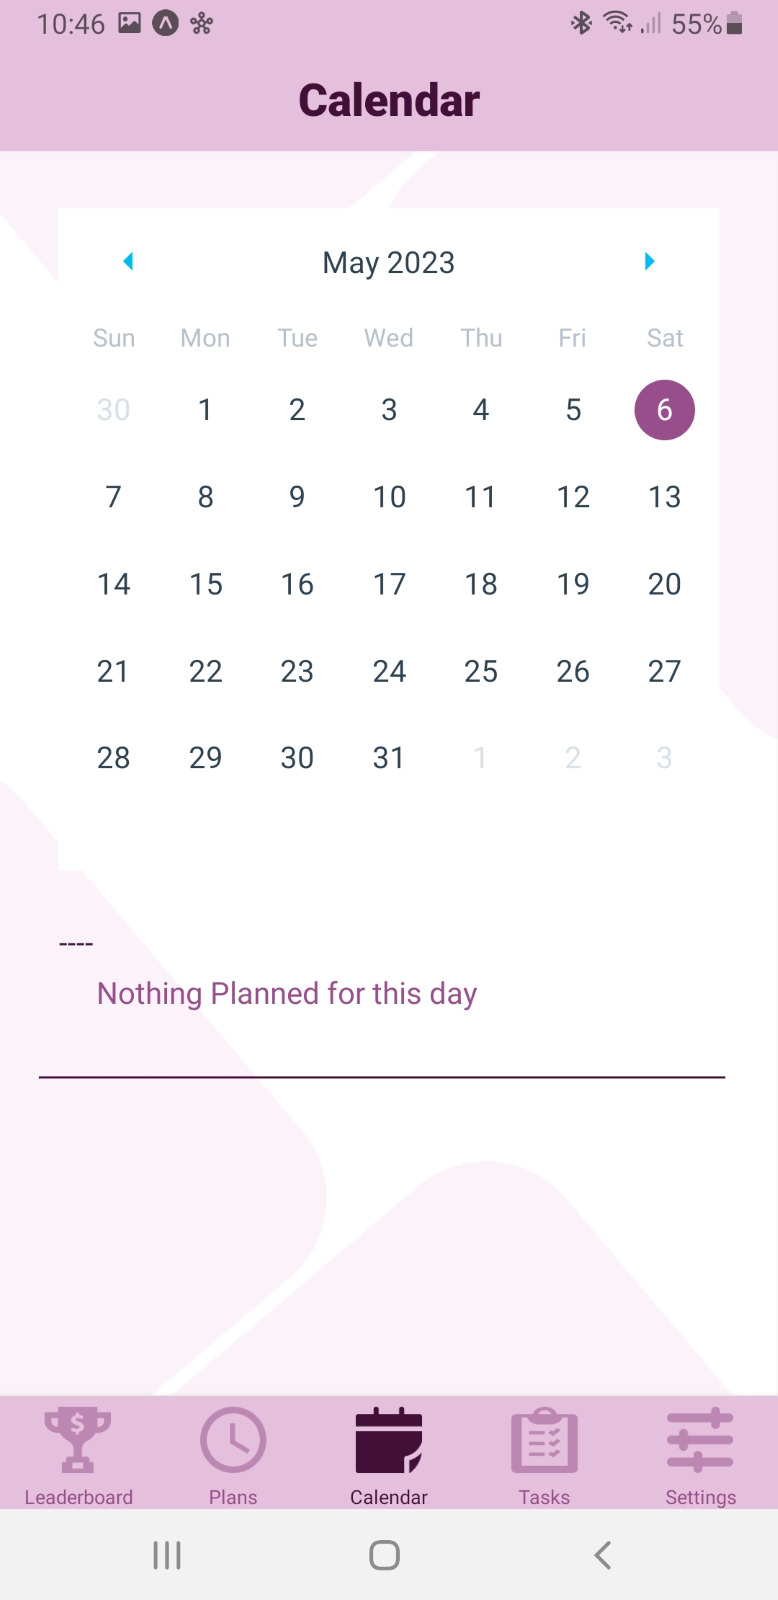 10:46 55%
Calendar
May 2023
Sun Mon Tue Wed Thu Fri Sat
30 1 2 3 4 5 6
7 8 9 10 11 12 13
14 15 16 17 18 19 20
21 22 23 24 25 26 27
28 29 30 31 1 2 3
----
Nothing Planned for this day
$
Leaderboard Plans Calendar Tasks Settings